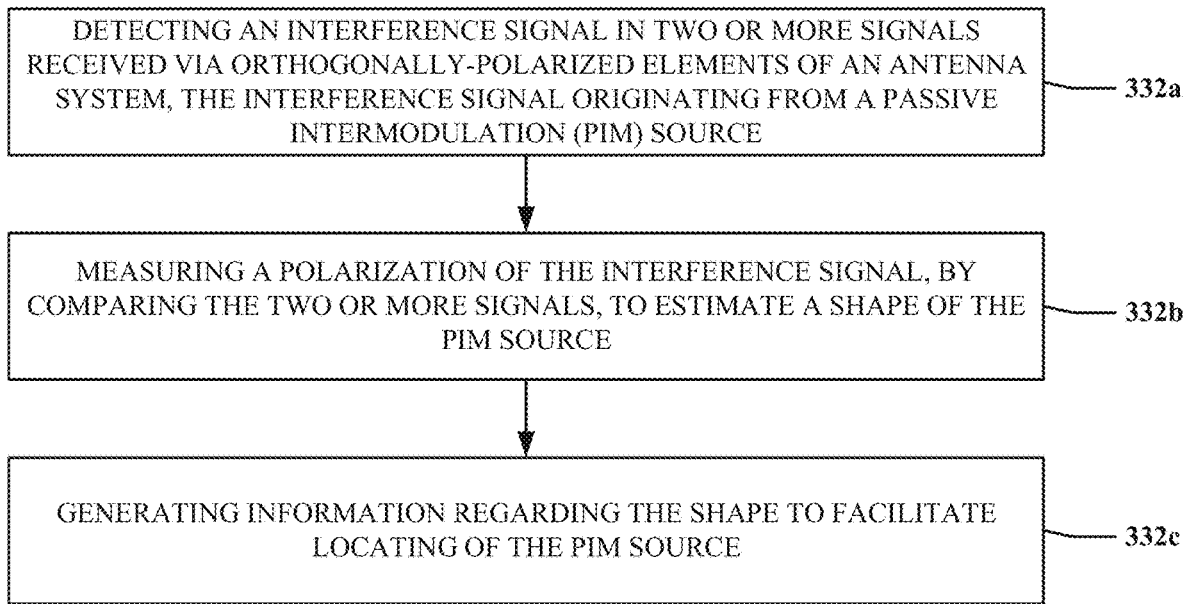 DETECTING AN INTERFERENCE SIGNAL IN TWO OR MORE SIGNALS
RECEIVED VIA ORTHOGONALLY-POLARIZED ELEMENTS OF AN ANTENNA
SYSTEM, THE INTERFERENCE SIGNAL ORIGINATING FROM A PASSIVE
INTERMODULATION (PIM) SOURCE
332a
MEASURING A POLARIZATION OF THE INTERFERENCE SIGNAL, BY
COMPARING THE TWO OR MORE SIGNALS, TO ESTIMATE A SHAPE OF THE
PIM SOURCE
332b
GENERATING INFORMATION REGARDING THE SHAPE TO FACILITATE
LOCATING OF THE PIM SOURCE
332c